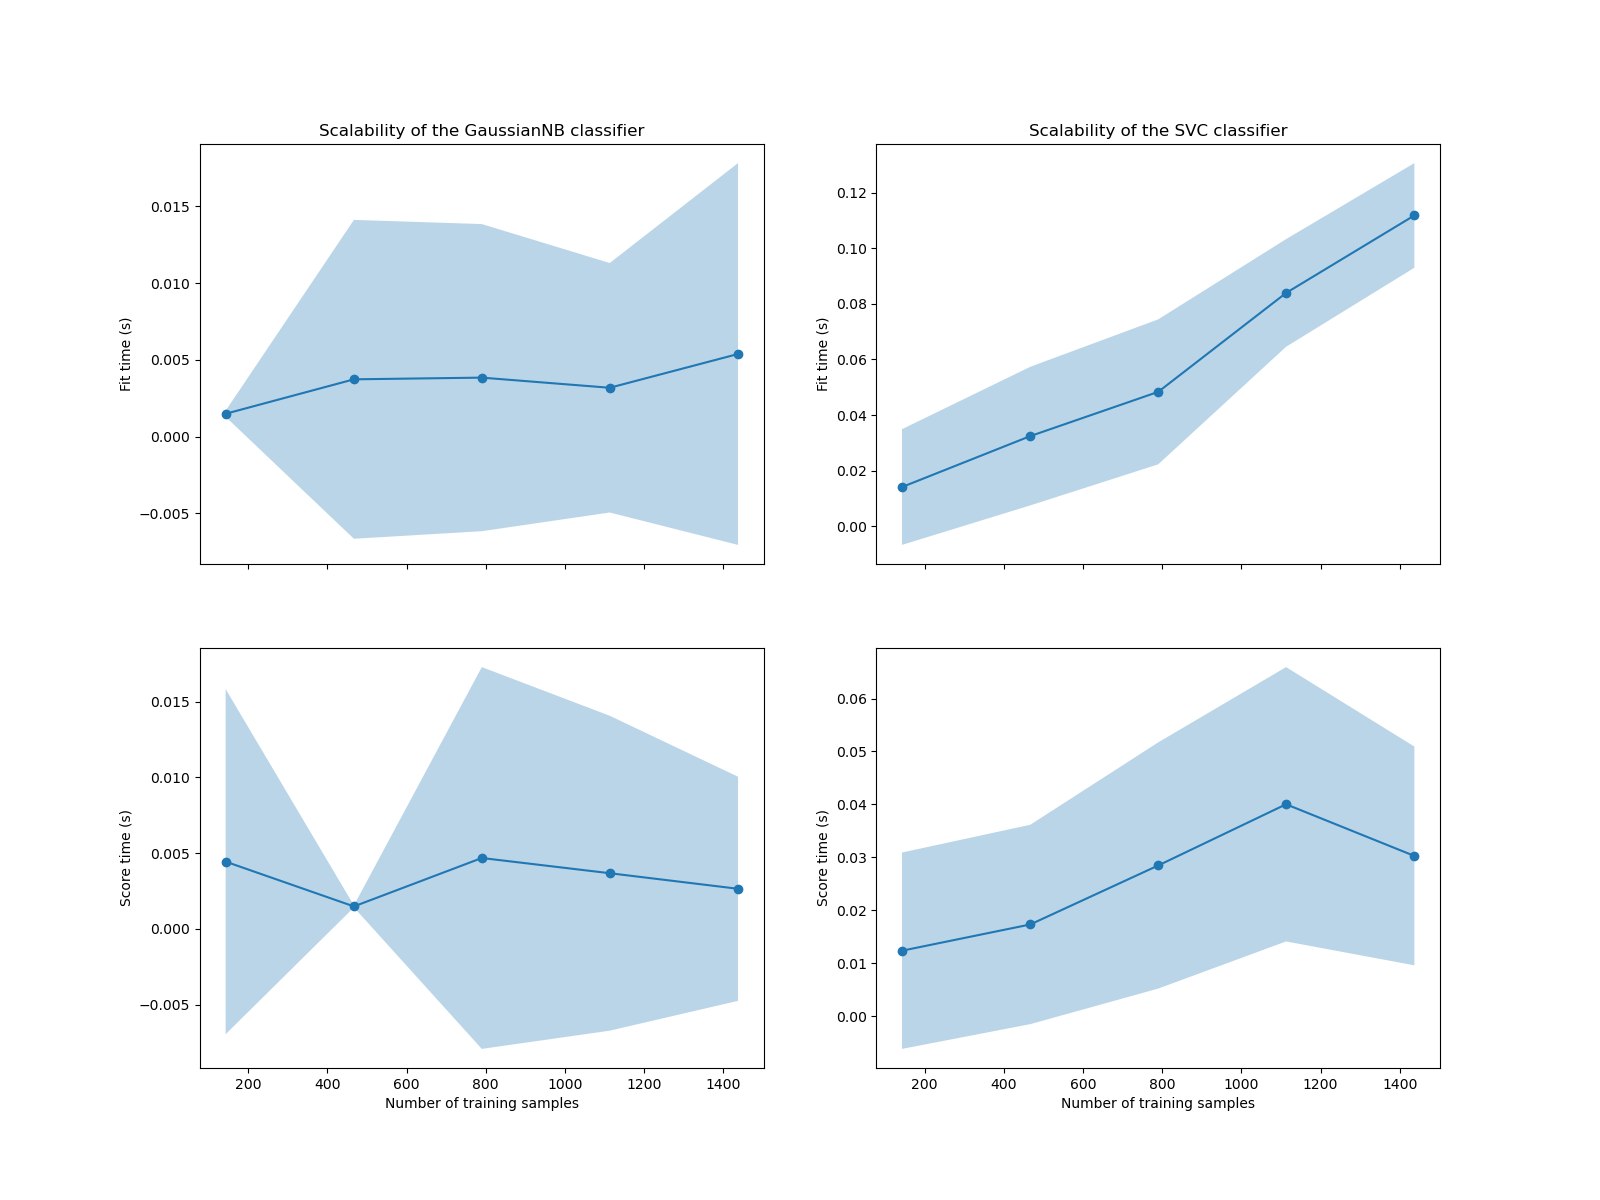 Scalability of the GaussianNB classifier
Scalability of the SVC classifier
0.015
0.010
0.005
0.000
−0.005
Fit time (s)
0.12
0.10
0.08
0.06
0.04
0.02
0.00
Fit time (s)
0.015
0.010
0.005
0.000
−0.005
Score time (s)
200 400 600 800 1000 1200 1400
Number of training samples
0.06
0.05
0.04
0.03
0.02
0.01
0.00
Score time (s)
200 400 600 800 1000 1200 1400
Number of training samples